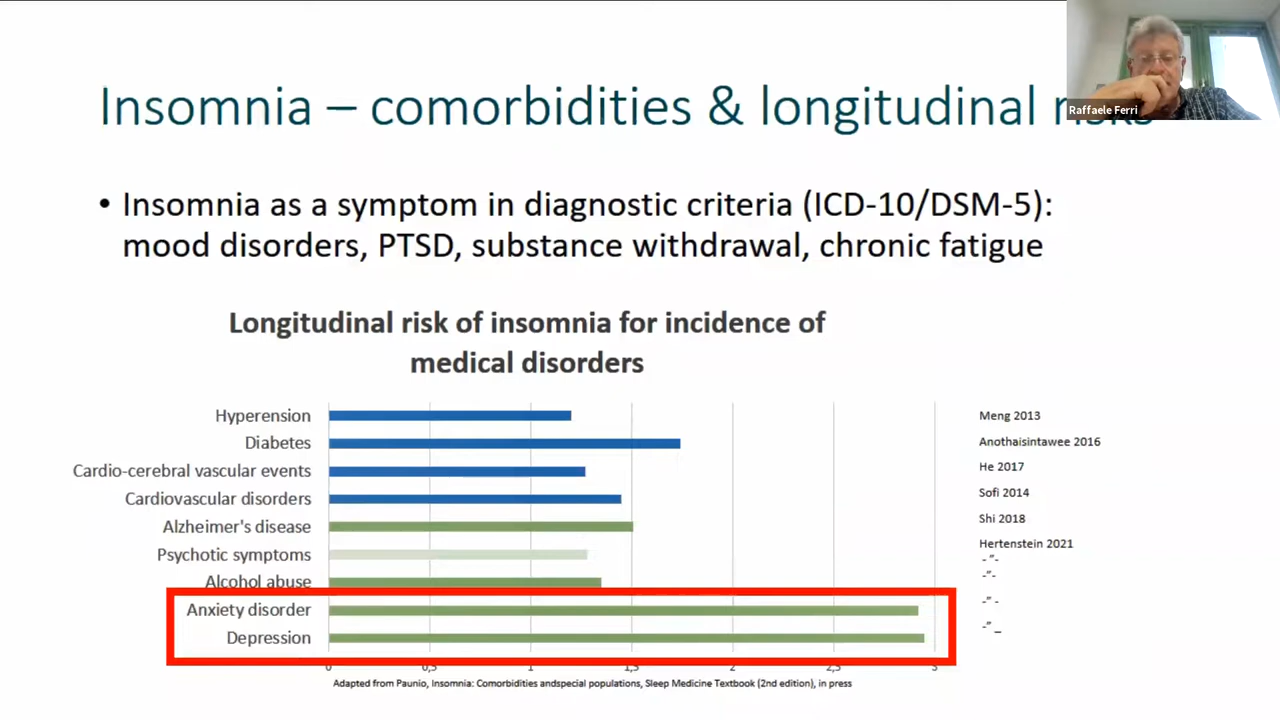 Insomnia – comorbidities & longitudinal risks
Raffaele Ferri
• Insomnia as a symptom in diagnostic criteria (ICD-10/DSM-5):
mood disorders, PTSD, substance withdrawal, chronic fatigue
Longitudinal risk of insomnia for incidence of
medical disorders
Hyperension
Meng 2013
Diabetes
Anothaisintawee 2016
Cardio-cerebral vascular events
He 2017
Cardiovascular disorders
Sofi 2014
Alzheimer's disease
Shi 2018
Psychotic symptoms
Hertenstein 2021
-"-
Alcohol abuse
-"-
Anxiety disorder
-" -
Depression
-" _
0 0,5 1 1,5 2 2,5 3
Adapted from Paunio, Insomnia: Comorbidities andspecial populations, Sleep Medicine Textbook (2nd edition), in press